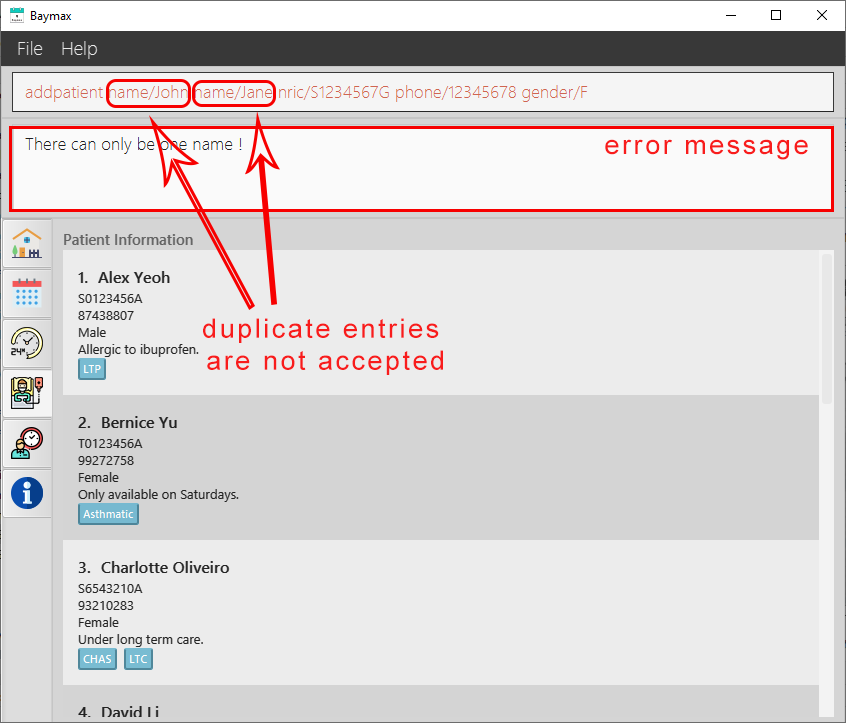 Baymax
File Help
addpatient name/John name/Jane nric/S1234567G phone/12345678 gender/F
There can only be one name !
error message
Patient Information
1. Alex Yeoh
S0123456A
87438807
Male
Allergic to ibuprofen.
LTP
duplicate entries
are not accepted
2. Bernice Yu
T0123456A
99272758
Female
Only available on Saturdays.
Asthmatic
3. Charlotte Oliveiro
S6543210A
93210283
Female
Under long term care.
CHAS LTC
4. David Li
24H